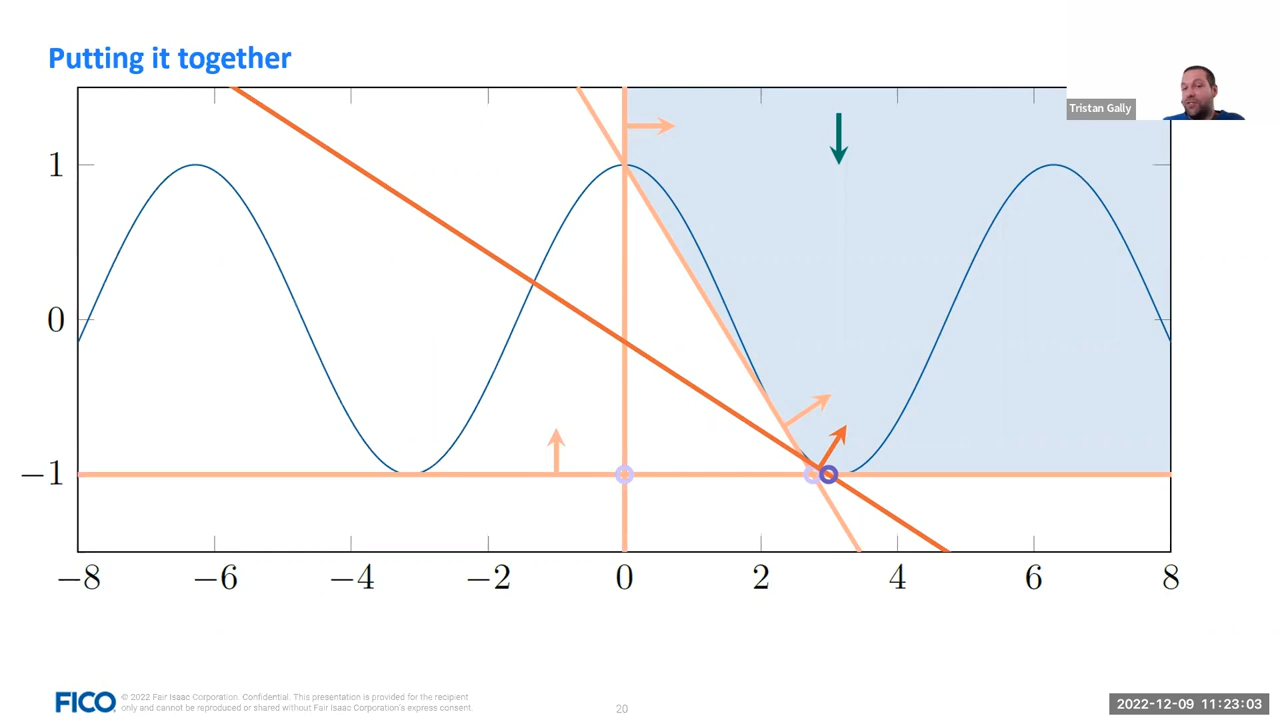 Putting it together
Tristan Gally
1
0
−1
−8 −6 −4 −2 0 2 4 6 8
FICO
© 2022 Fair Isaac Corporation. Confidential. This presentation is provided for the recipient
only and cannot be reproduced or shared without Fair Isaac Corporation's express consent.
20
2022-12-09 11:23:03